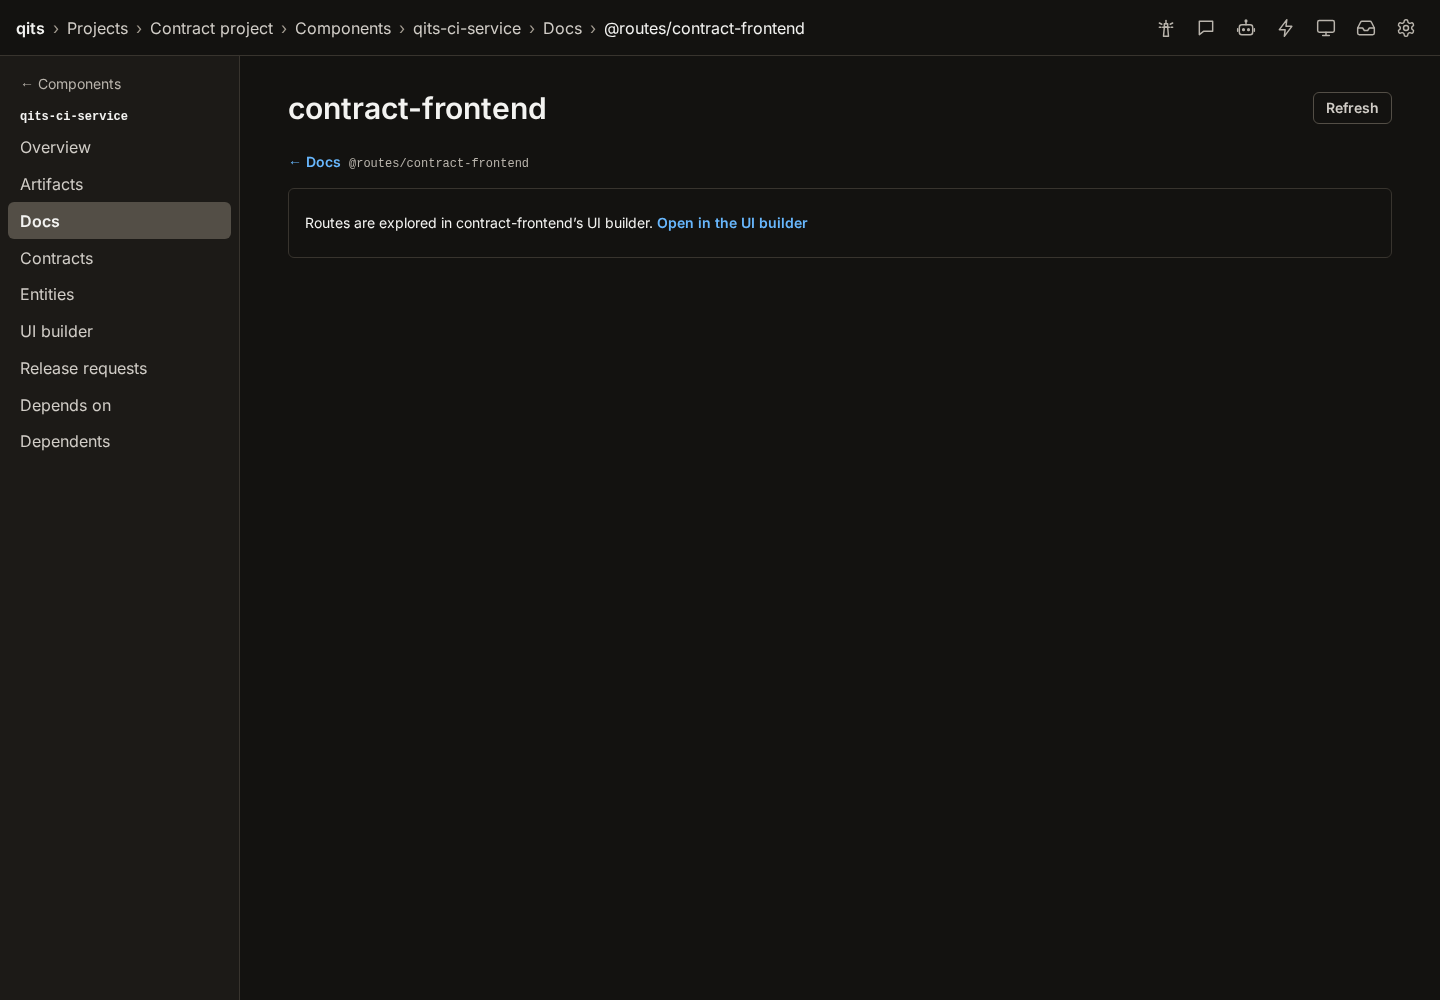 qits › Projects › Contract project › Components › qits-ci-service › Docs › @routes/contract-frontend
← Components
qits-ci-service
Overview
Artifacts
Docs
Contracts
Entities
UI builder
Release requests
Depends on
Dependents
contract-frontend
Refresh
← Docs @routes/contract-frontend
Routes are explored in contract-frontend’s UI builder. Open in the UI builder